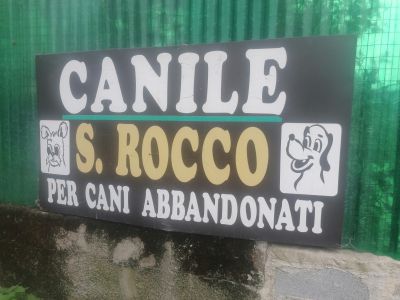 CANILE
S. ROCCO
PER CANI ABBANDONATI